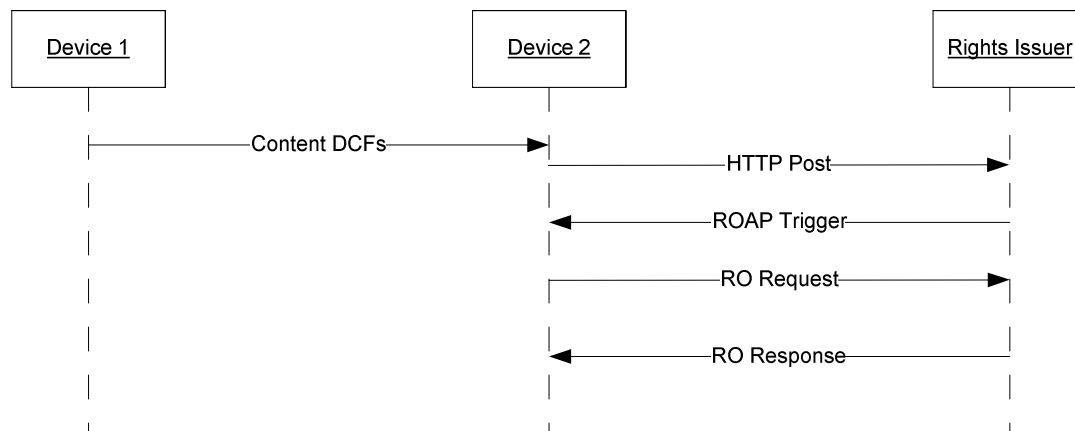 Device 1
Device 2
Rights Issuer
Content DCFs
HTTP Post
ROAP Trigger
RO Request
RO Response